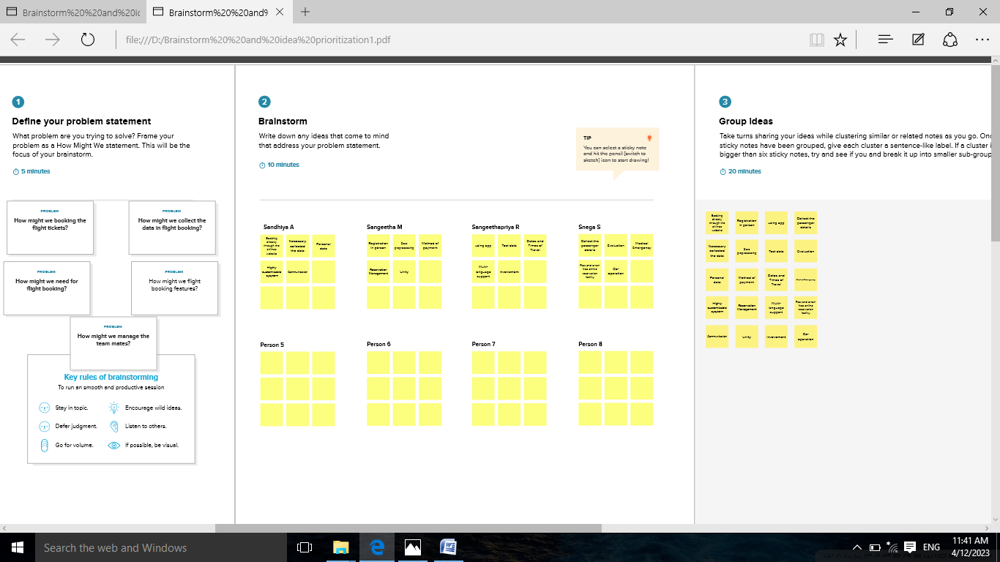 Brainstorm%20%20and%20ic
Brainstorm%20%20and9
file:///D:/Brainstorm%20%20and%20idea%20prioritization1.pdf
1
Define your problem statement
What problem are you trying to solve? Frame your
problem as a How Might We statement. This will be the
focus of your brainstorm.
5 minutes
PROBLEM
How might we booking the
flight tickets?
PROBLEM
How might we collect the
data in flight booking?
PROBLEM
How might we need for
flight booking?
PROBLEM
How might we flight
booking features?
PROBLEM
How might we manage the
team mates?
Key rules of brainstorming
To run an smooth and productive session
Stay in topic.
Encourage wild ideas.
Defer judgment.
Listen to others.
Go for volume.
If possible, be visual.
2
Brainstorm
Write down any ideas that come to mind
that address your problem statement.
10 minutes
TIP
You can select a sticky note
and hit the pencil [switch to
sketch] icon to start drawing!
Sandhiya A
Booking
directly
through the
airlines
website
Necessary
collected
the data
Personal
data
Highly
customisable
Communication
Sangeetha M
Registration
in person
Data
preprocessing
Method of
payment
Reservation
Management
Unity
Sangeethapriya R
using app
Test data
Dates and
Times of
Travel
Multi-
language
suggert
Involvement
Snega S
Collect the
passenger
details
Evaluation
Medical
Emergency
Fast and error-
free online
reservation
facility
Co-
operation
Person 5
Person 6
Person 7
Person 8
3
Group Ideas
Take turns sharing your ideas while clustering similar or related notes as you go. Onc
sticky notes have been grouped, give each cluster a sentence-like label. If a cluster i
bigger than six sticky notes, try and see if you and break it up into smaller sub-group
20 minutes
Booking
directly
through the
airlines
website
Registration
in person
using app
Collect the
passenger
details
Necessary
collected
the data
Data
preprocessing
Test data
Evaluation
Personal
data
Method of
payment
Dates and
Times of
Travel
Highly
customisable
Reservation
Management
Multi-
language
suggert
Fast and error-
free online
reservation
facility
Communication
Unity
Involvement
Co-
operation
Search the web and Windows
ENG
11:41 AM
4/12/2023